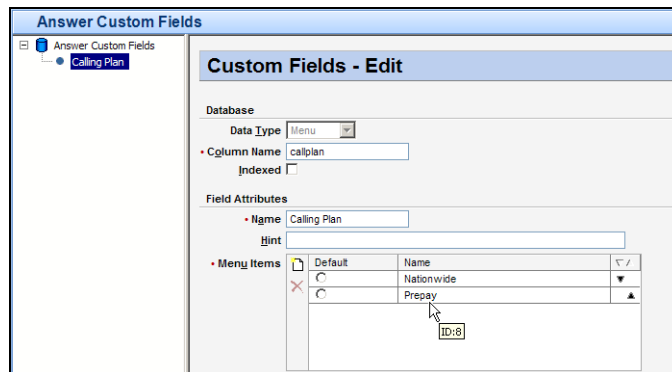 Answer Custom Fields
Answer Custom Fields
Calling Plan
Custom Fields - Edit
Database
Data Type Menu
• Column Name callplan
Indexed
Field Attributes
• Name Calling Plan
Hint
• Menu Items Default Name
Nationwide
Prepay
ID:8